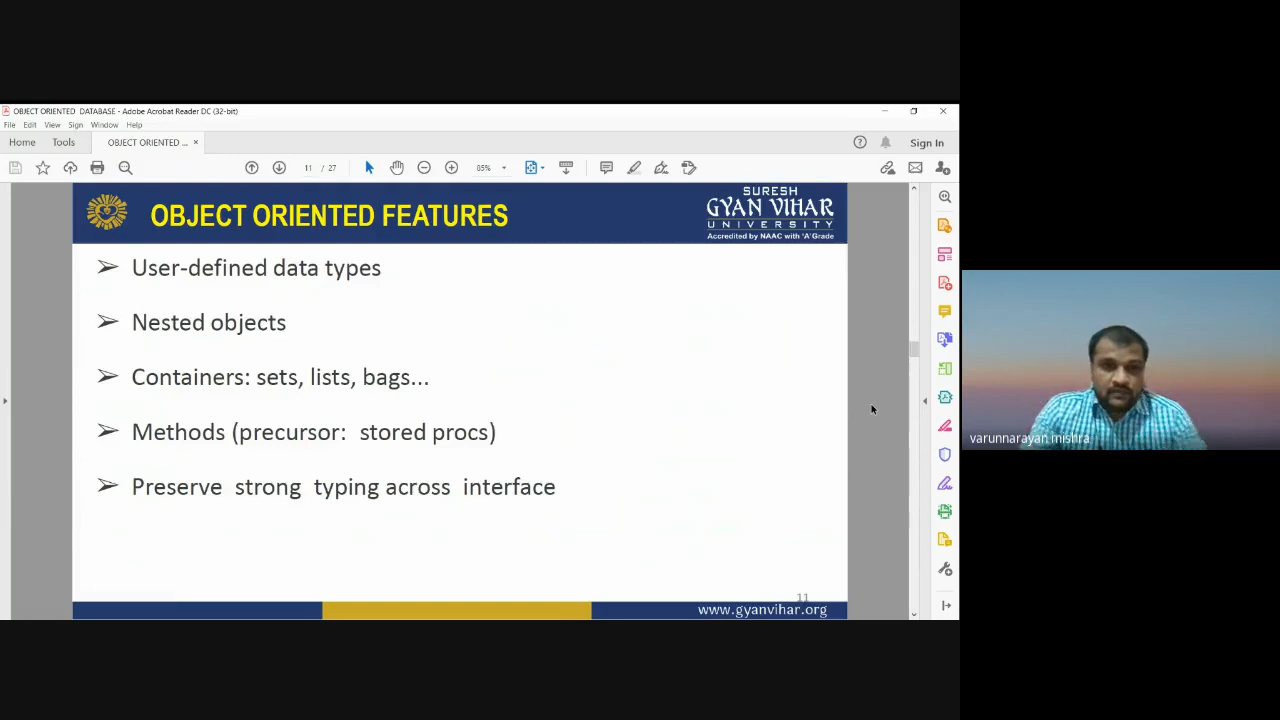 OBJECT ORIENTED DATABASE - Adobe Acrobat Reader DC (32-bit)
File Edit View Sign Window Help
Home Tools OBJECT ORIENTED ... × Sign In
11 / 27 85%
OBJECT ORIENTED FEATURES
SURESH
GYAN VIHAR
UNIVERSITY
Accredited by NAAC with 'A' Grade
➢ User-defined data types
➢ Nested objects
➢ Containers: sets, lists, bags...
➢ Methods (precursor: stored procs)
➢ Preserve strong typing across interface
11
www.gyanvihar.org
varunnarayan mishra